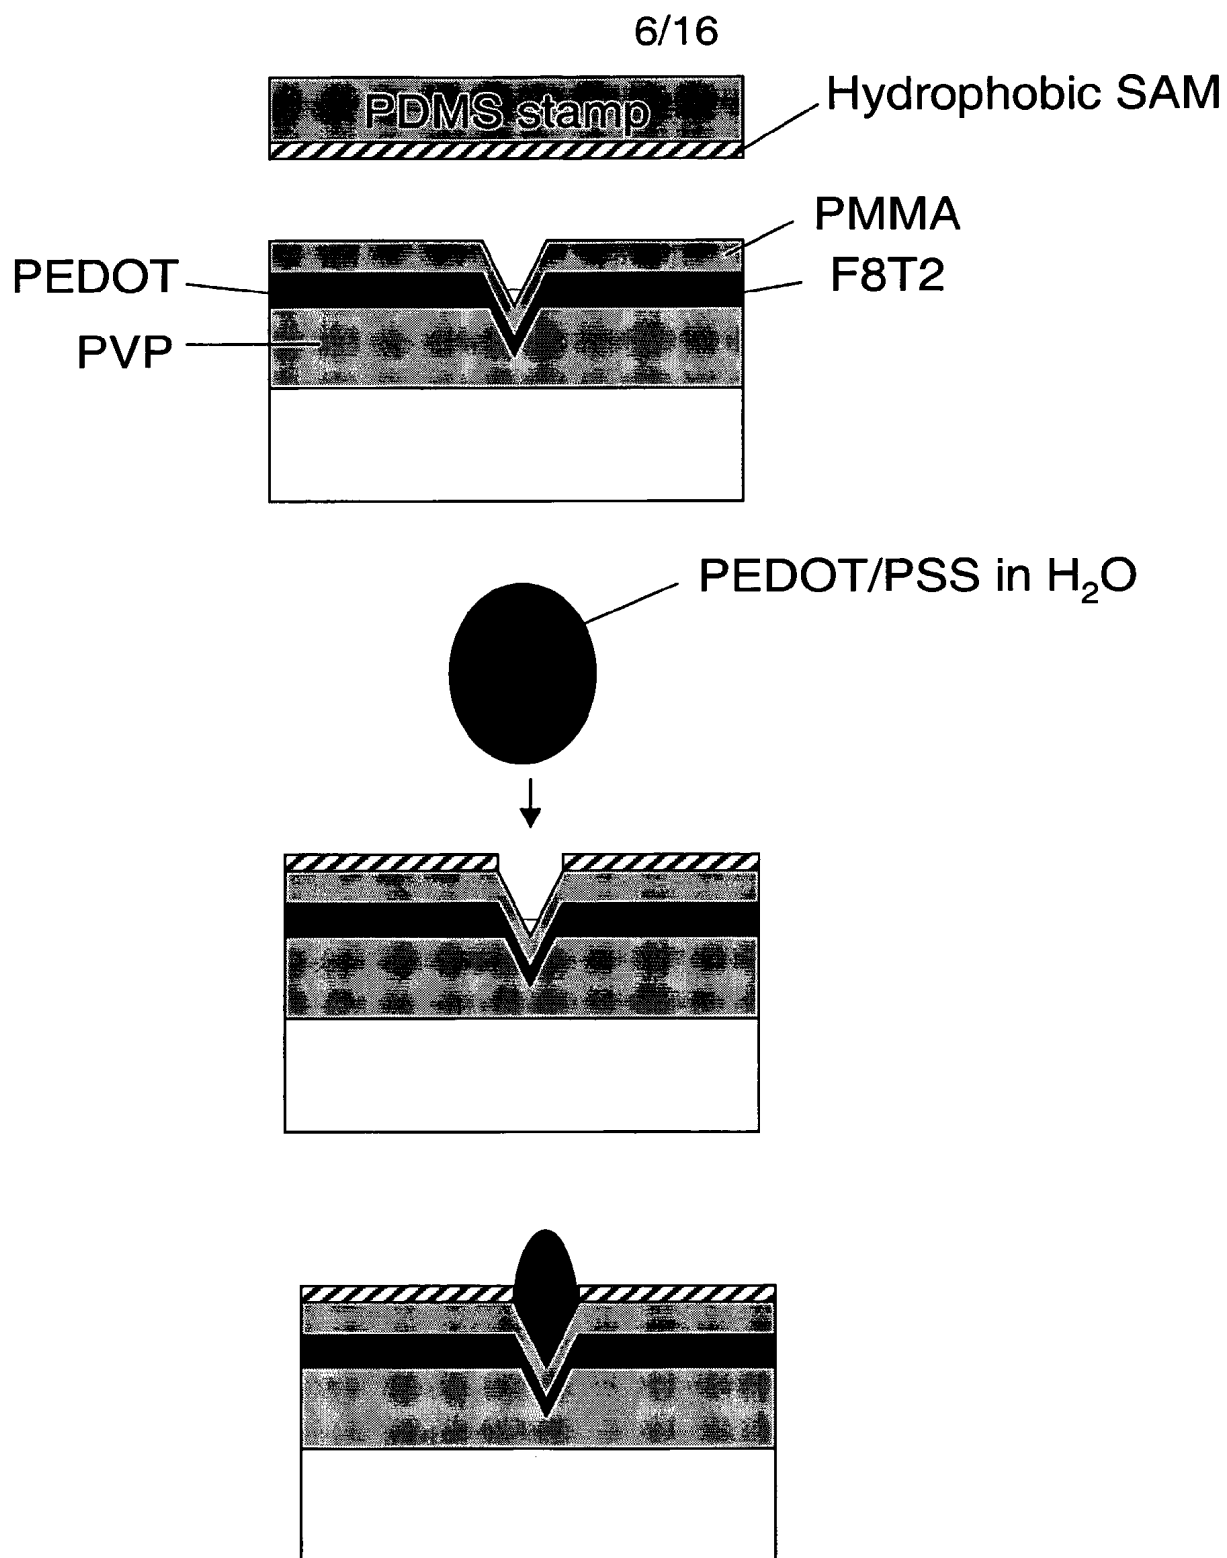 6/16
PDMS stamp
Hydrophobic SAM
PMMA
PEDOT
F8T2
PVP
PEDOT/PSS in H₂O